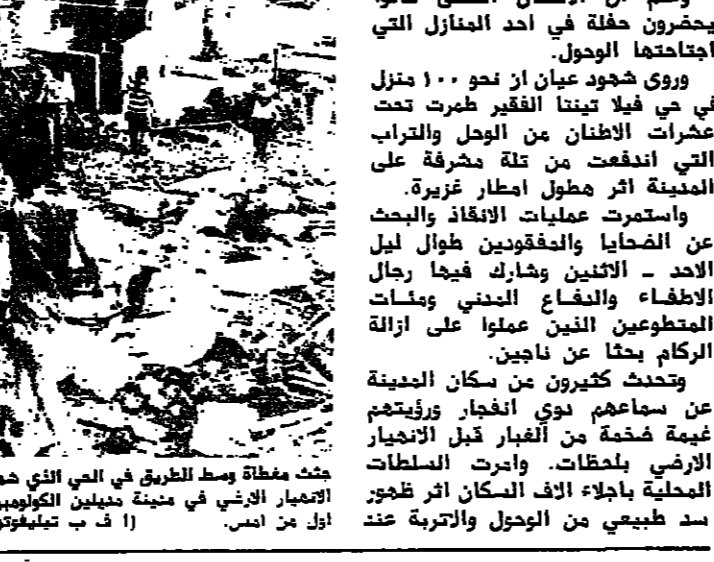 يحضرون حفلة في احد المنازل التي
اجتاحتها الوحول.
وروى شهود عيان ان نحو ١٠٠ منزل
في حي فيلا تينتا الفقير طمرت تحت
عشرات الاطنان من الوحل والتراب
التي اندفعت من تلة مشرفة على
المدينة اثر هطول امطار غزيرة.
واستمرت عمليات الانقاذ والبحث
عن الضحايا والمفقودين طوال ليل
الاحد ـ الاثنين وشارك فيها رجال
الاطفاء والدفاع المدني ومئات
المتطوعين الذين عملوا على ازالة
الركام بحثا عن ناجين.
وتحدث كثيرون عن سكان المدينة
عن سماعهم دوي انفجار ورؤيتهم
غيمة ضخمة من الغبار قبل الانهيار
الارضي بلحظات. وامرت السلطات
المحلية باجلاء الاف السكان اثر ظهور
سد طبيعي من الوحول والاتربة عند
جثث مغطاة وسط الطريق في الحي الذي
الانهيار الارضي في مدينة مديلين
اول من امس. (ا ف ب